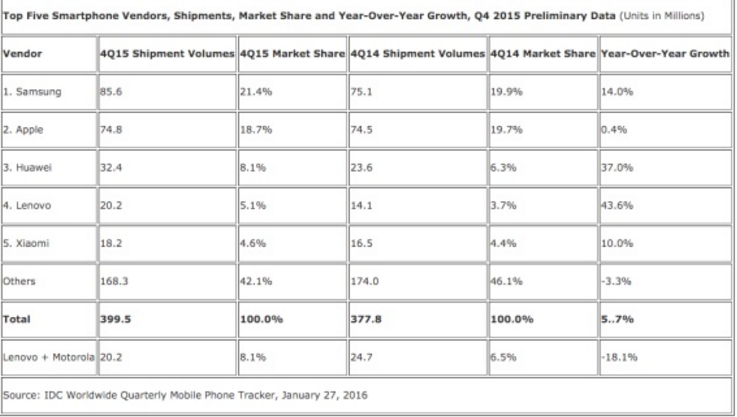 Top Five Smartphone Vendors, Shipments, Market Share and Year-Over-Year Growth, Q4 2015 Preliminary Data (Units in Millions)
Vendor 4Q15 Shipment Volumes 4Q15 Market Share 4Q14 Shipment Volumes 4Q14 Market Share Year-Over-Year Growth
1. Samsung 85.6 21.4% 75.1 19.9% 14.0%
2. Apple 74.8 18.7% 74.5 19.7% 0.4%
3. Huawei 32.4 8.1% 23.6 6.3% 37.0%
4. Lenovo 20.2 5.1% 14.1 3.7% 43.6%
5. Xiaomi 18.2 4.6% 16.5 4.4% 10.0%
Others 168.3 42.1% 174.0 46.1% -3.3%
Total 399.5 100.0% 377.8 100.0% 5..7%
Lenovo + Motorola 20.2 8.1% 24.7 6.5% -18.1%
Source: IDC Worldwide Quarterly Mobile Phone Tracker, January 27, 2016